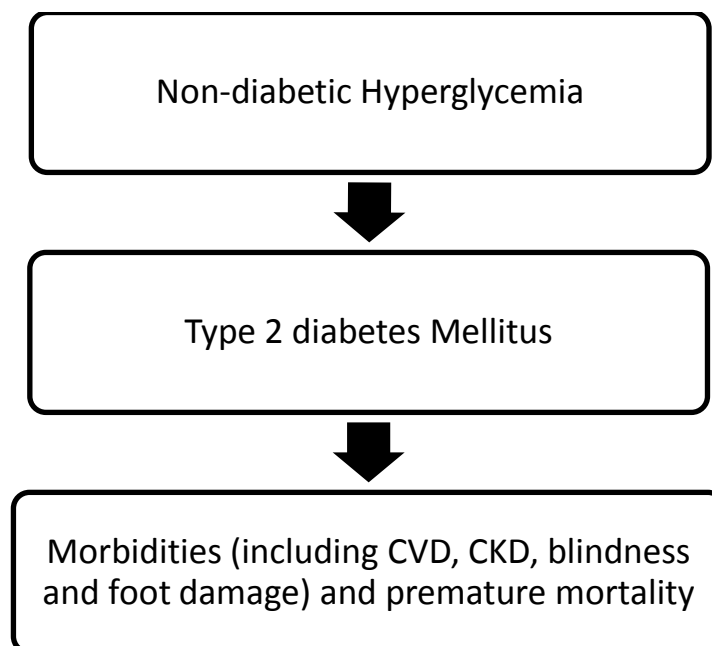 Non-diabetic Hyperglycemia
Type 2 diabetes Mellitus
Morbidities (including CVD, CKD, blindness
and foot damage) and premature mortality